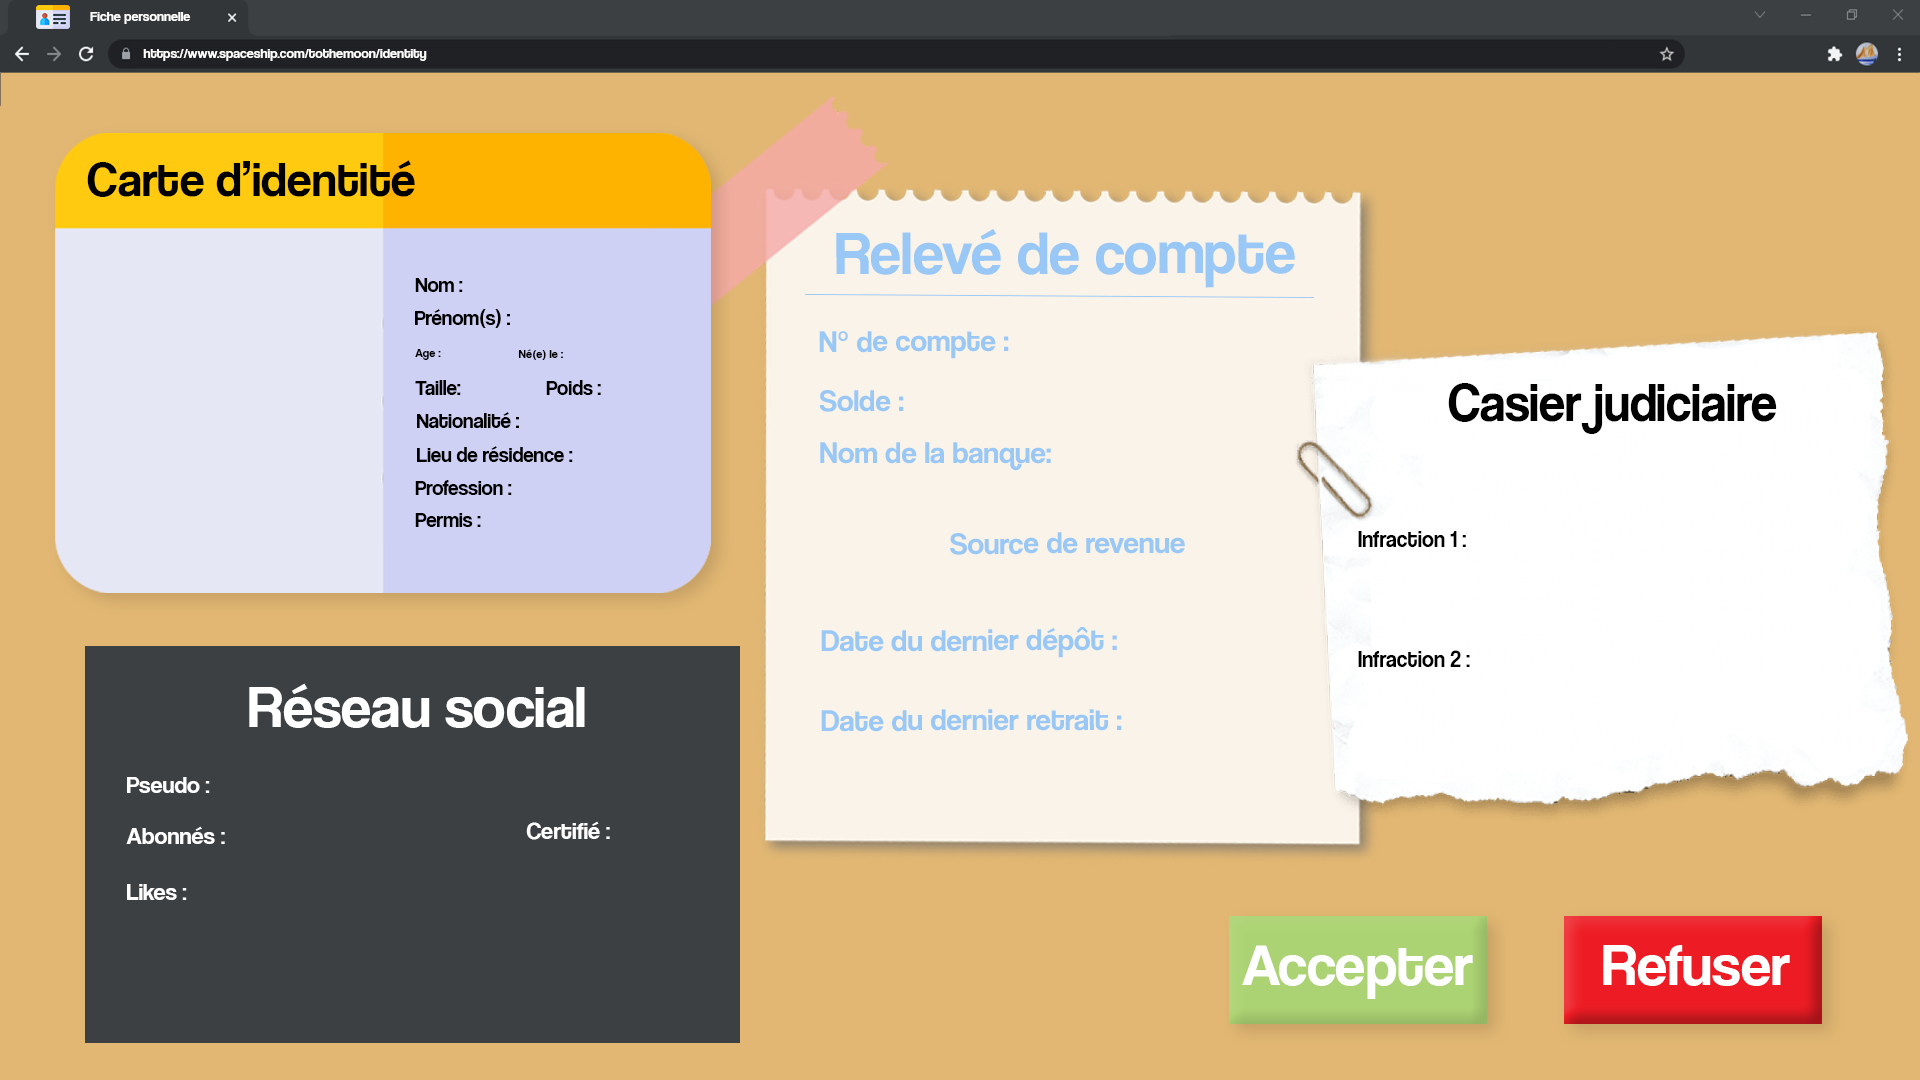 Fiche personnelle
https://www.spaceship.com/tothemoon/identity
Carte d’identité
Nom :
Prénom(s) :
Age :
Né(e) le :
Taille:
Poids :
Nationalité :
Lieu de résidence :
Profession :
Permis :
Relevé de compte
N° de compte :
Solde :
Nom de la banque:
Source de revenue
Date du dernier dépôt :
Date du dernier retrait :
Casier judiciaire
Infraction 1 :
Infraction 2 :
Réseau social
Pseudo :
Abonnés :
Certifié :
Likes :
Accepter
Refuser